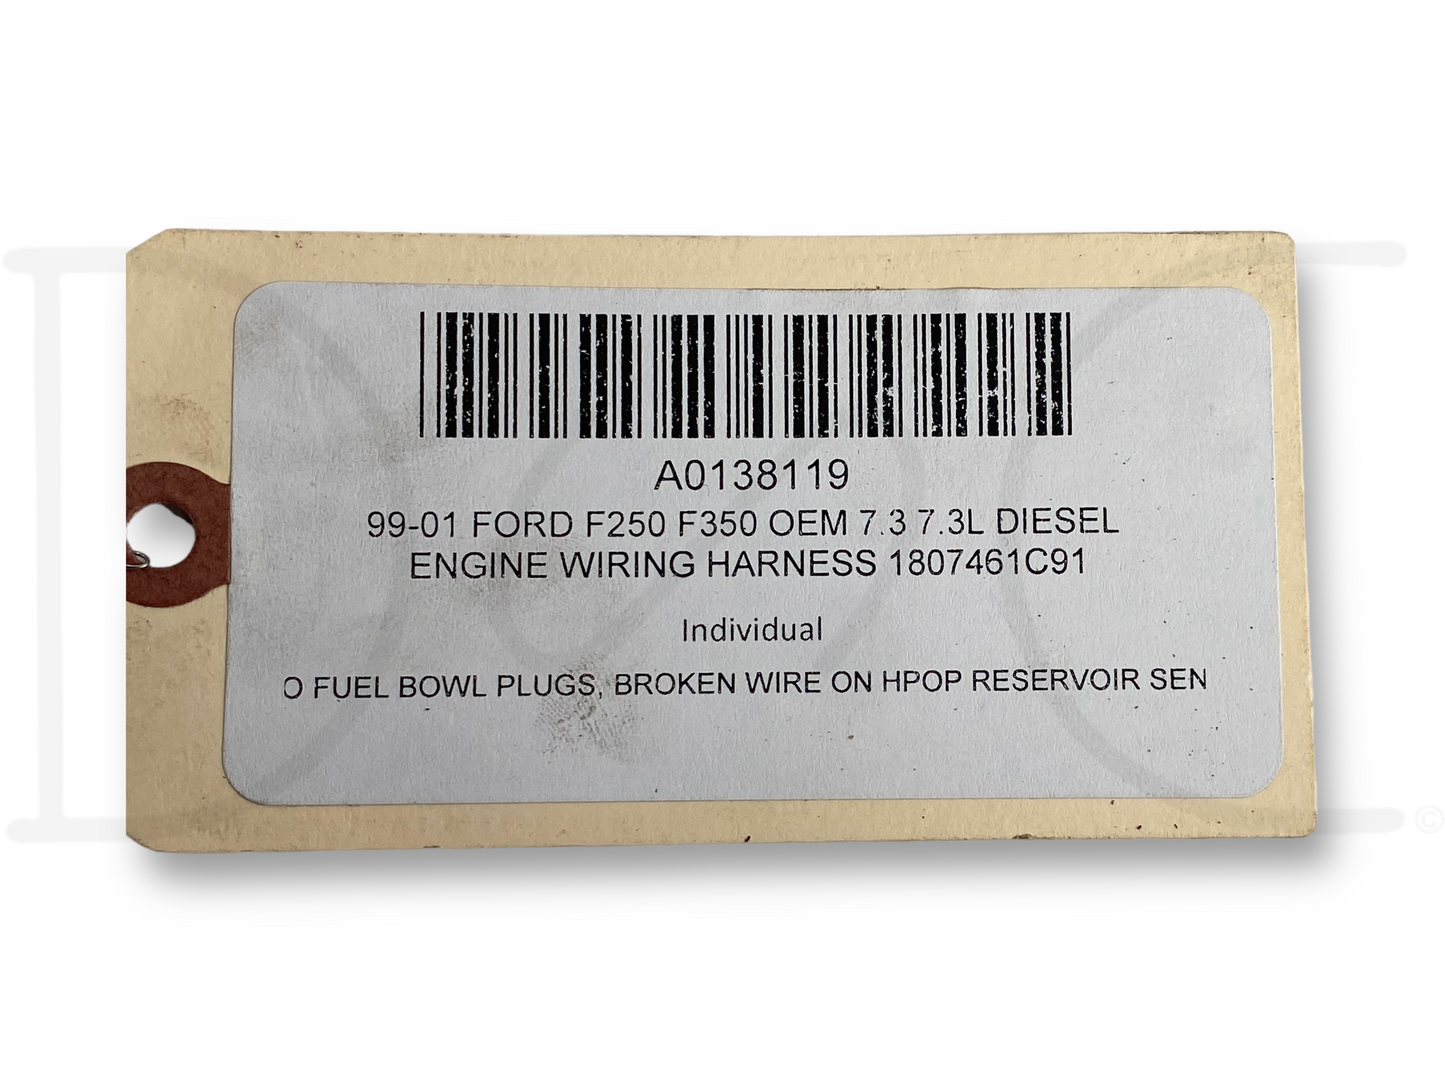 A0138119
99-01 FORD F250 F350 OEM 7.3 7.3L DIESEL
ENGINE WIRING HARNESS 1807461C91
Individual
O FUEL BOWL PLUGS, BROKEN WIRE ON HPOP RESERVOIR SEN
©